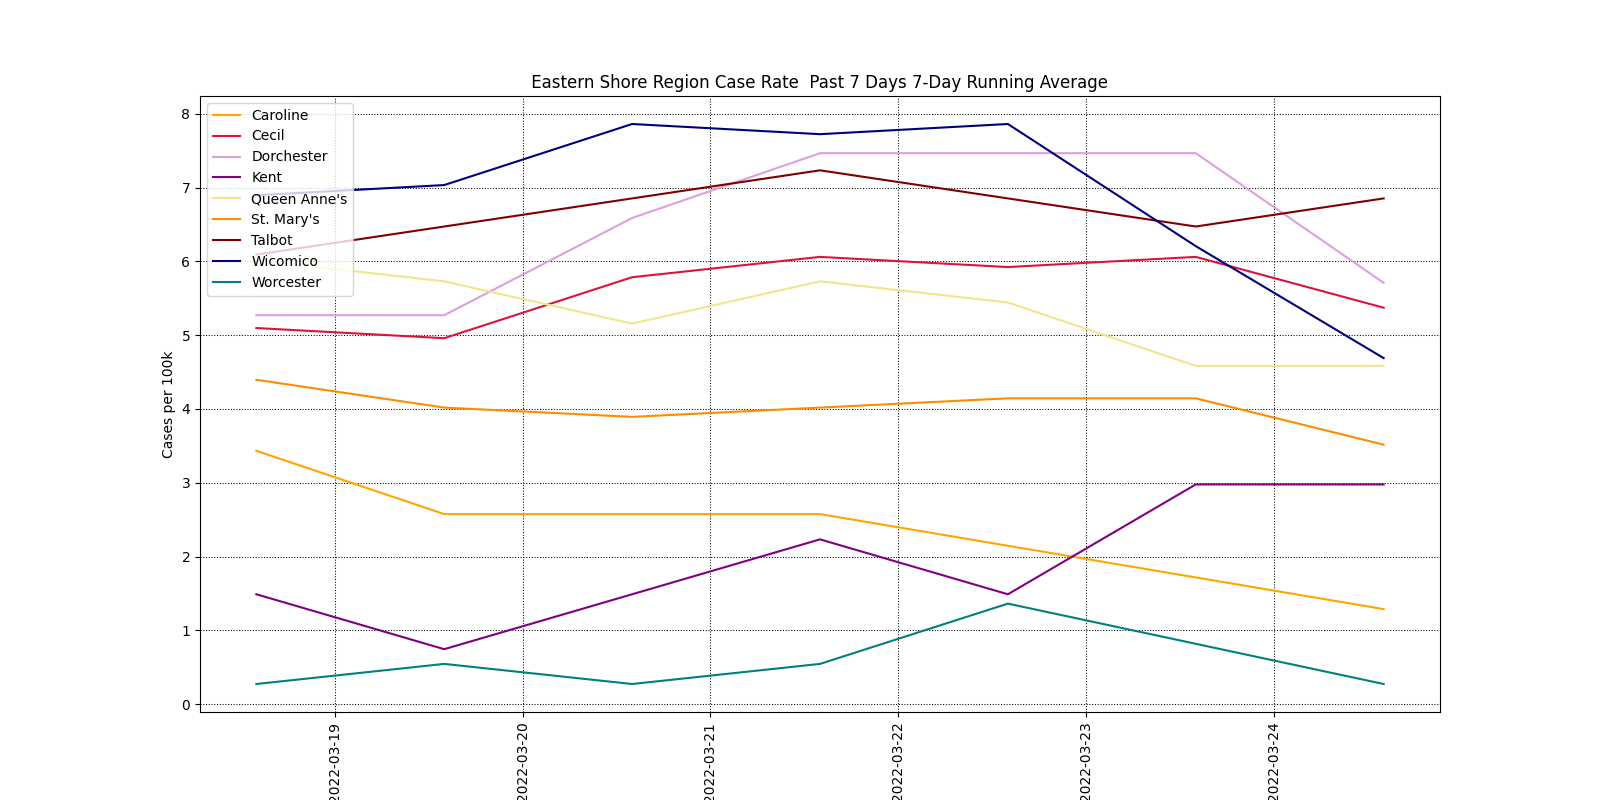 Eastern Shore Region Case Rate  Past 7 Days 7-Day Running Average
8
7
6
5
4
3
2
1
0
Cases per 100k
Caroline
Cecil
Dorchester
Kent
Queen Anne's
St. Mary's
Talbot
Wicomico
Worcester
2022-03-19
2022-03-20
2022-03-21
2022-03-22
2022-03-23
2022-03-24